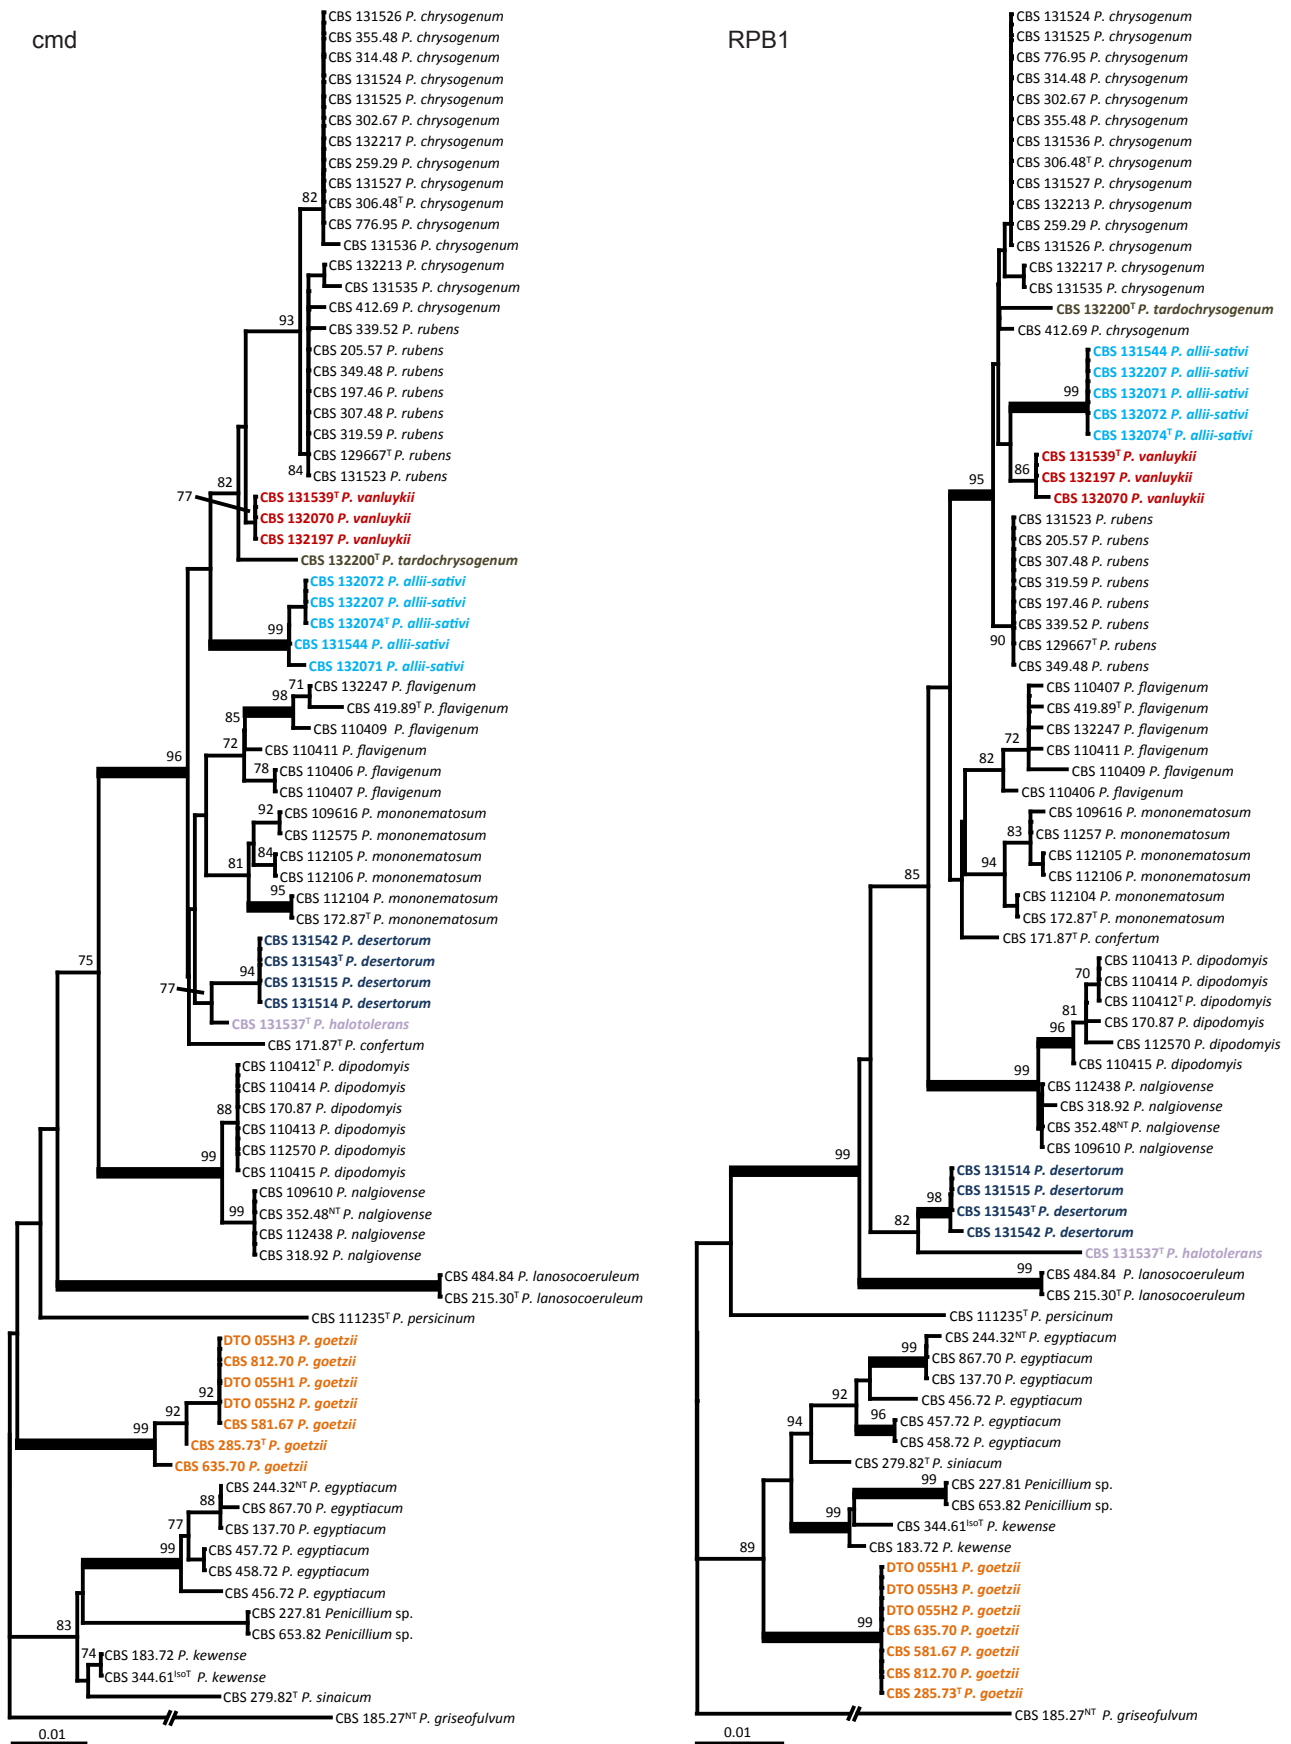 cmd
CBS 131526 P. chrysogenum
CBS 355.48 P. chrysogenum
CBS 314.48 P. chrysogenum
CBS 131524 P. chrysogenum
CBS 131525 P. chrysogenum
CBS 302.67 P. chrysogenum
CBS 132217 P. chrysogenum
CBS 259.29 P. chrysogenum
CBS 131527 P. chrysogenum
82
CBS 306.48T P. chrysogenum
CBS 776.95 P. chrysogenum
CBS 131536 P. chrysogenum
CBS 132213 P. chrysogenum
CBS 131535 P. chrysogenum
CBS 412.69 P. chrysogenum
93
CBS 339.52 P. rubens
CBS 205.57 P. rubens
CBS 349.48 P. rubens
CBS 197.46 P. rubens
CBS 307.48 P. rubens
CBS 319.59 P. rubens
CBS 129667T P. rubens
84
CBS 131523 P. rubens
82
77
CBS 131539T P. vanluykii
CBS 132070 P. vanluykii
CBS 132197 P. vanluykii
CBS 132200T P. tardochrysogenum
CBS 132072 P. allii-sativi
CBS 132207 P. allii-sativi
CBS 132074T P. allii-sativi
99
CBS 131544 P. allii-sativi
CBS 132071 P. allii-sativi
71
CBS 132247 P. flavigenum
98
CBS 419.89T P. flavigenum
85
CBS 110409 P. flavigenum
72
CBS 110411 P. flavigenum
96
78
CBS 110406 P. flavigenum
CBS 110407 P. flavigenum
92
CBS 109616 P. mononematosum
CBS 112575 P. mononematosum
84
CBS 112105 P. mononematosum
81
CBS 112106 P. mononematosum
95
CBS 112104 P. mononematosum
CBS 172.87T P. mononematosum
CBS 131542 P. desertorum
75
CBS 131543T P. desertorum
94
CBS 131515 P. desertorum
77
CBS 131514 P. desertorum
CBS 131537T P. halotolerans
CBS 171.87T P. confertum
CBS 110412T P. dipodomyis
CBS 110414 P. dipodomyis
88
CBS 170.87 P. dipodomyis
CBS 110413 P. dipodomyis
CBS 112570 P. dipodomyis
99
CBS 110415 P. dipodomyis
CBS 109610 P. nalgiovense
99
CBS 352.48NT P. nalgiovense
CBS 112438 P. nalgiovense
CBS 318.92 P. nalgiovense
CBS 484.84 P. lanosocoeruleum
CBS 215.30T P. lanosocoeruleum
CBS 111235T P. persicinum
DTO 055H3 P. goetzii
CBS 812.70 P. goetzii
DTO 055H1 P. goetzii
92
DTO 055H2 P. goetzii
92
CBS 581.67 P. goetzii
99
CBS 285.73T P. goetzii
CBS 635.70 P. goetzii
CBS 244.32NT P. egyptiacum
88
CBS 867.70 P. egyptiacum
77
CBS 137.70 P. egyptiacum
99
CBS 457.72 P. egyptiacum
CBS 458.72 P. egyptiacum
CBS 456.72 P. egyptiacum
CBS 227.81 Penicillium sp.
83
CBS 653.82 Penicillium sp.
74
CBS 183.72 P. kewense
CBS 344.61IsoT P. kewense
CBS 279.82T P. sinaicum
CBS 185.27NT P. griseofulvum
0.01
RPB1
CBS 131524 P. chrysogenum
CBS 131525 P. chrysogenum
CBS 776.95 P. chrysogenum
CBS 314.48 P. chrysogenum
CBS 302.67 P. chrysogenum
CBS 355.48 P. chrysogenum
CBS 131536 P. chrysogenum
CBS 306.48T P. chrysogenum
CBS 131527 P. chrysogenum
CBS 132213 P. chrysogenum
CBS 259.29 P. chrysogenum
CBS 131526 P. chrysogenum
CBS 132217 P. chrysogenum
CBS 131535 P. chrysogenum
CBS 132200T P. tardochrysogenum
CBS 412.69 P. chrysogenum
CBS 131544 P. allii-sativi
CBS 132207 P. allii-sativi
99
CBS 132071 P. allii-sativi
CBS 132072 P. allii-sativi
CBS 132074T P. allii-sativi
CBS 131539T P. vanluykii
86
CBS 132197 P. vanluykii
95
CBS 132070 P. vanluykii
CBS 131523 P. rubens
CBS 205.57 P. rubens
CBS 307.48 P. rubens
CBS 319.59 P. rubens
CBS 197.46 P. rubens
CBS 339.52 P. rubens
90
CBS 129667T P. rubens
CBS 349.48 P. rubens
CBS 110407 P. flavigenum
CBS 419.89T P. flavigenum
CBS 132247 P. flavigenum
72
CBS 110411 P. flavigenum
82
CBS 110409 P. flavigenum
CBS 110406 P. flavigenum
CBS 109616 P. mononematosum
83
CBS 11257 P. mononematosum
CBS 112105 P. mononematosum
94
CBS 112106 P. mononematosum
85
CBS 112104 P. mononematosum
CBS 172.87T P. mononematosum
CBS 171.87T P. confertum
CBS 110413 P. dipodomyis
70
CBS 110414 P. dipodomyis
CBS 110412T P. dipodomyis
81
CBS 170.87 P. dipodomyis
96
CBS 112570 P. dipodomyis
CBS 110415 P. dipodomyis
99
CBS 112438 P. nalgiovense
CBS 318.92 P. nalgiovense
CBS 352.48NT P. nalgiovense
CBS 109610 P. nalgiovense
99
CBS 131514 P. desertorum
CBS 131515 P. desertorum
98
CBS 131543T P. desertorum
82
CBS 131542 P. desertorum
CBS 131537T P. halotolerans
99
CBS 484.84 P. lanosocoeruleum
CBS 215.30T P. lanosocoeruleum
CBS 111235T P. persicinum
CBS 244.32NT P. egyptiacum
99
CBS 867.70 P. egyptiacum
CBS 137.70 P. egyptiacum
92
CBS 456.72 P. egyptiacum
96
CBS 457.72 P. egyptiacum
94
CBS 458.72 P. egyptiacum
CBS 279.82T P. siniacum
99
CBS 227.81 Penicillium sp.
CBS 653.82 Penicillium sp.
99
CBS 344.61IsoT P. kewense
CBS 183.72 P. kewense
89
DTO 055H1 P. goetzii
DTO 055H3 P. goetzii
DTO 055H2 P. goetzii
99
CBS 635.70 P. goetzii
CBS 581.67 P. goetzii
CBS 812.70 P. goetzii
CBS 285.73T P. goetzii
CBS 185.27NT P. griseofulvum
0.01